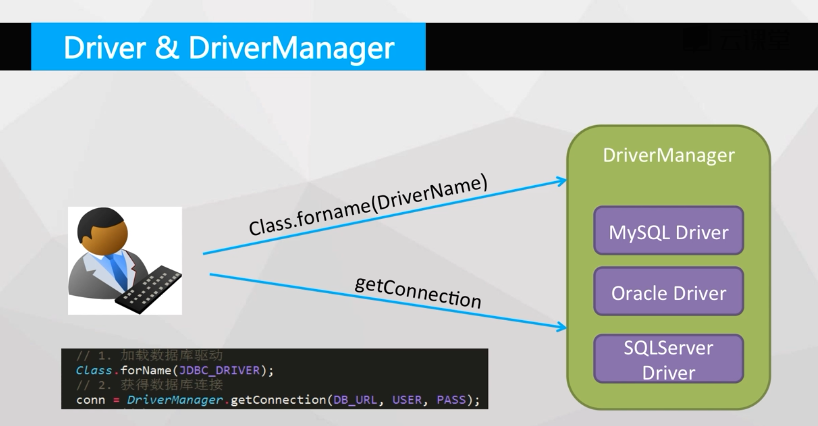 Driver & DriverManager
DriverManager
Class.forname(DriverName)
MySQL Driver
getConnection
Oracle Driver
SQLServer
Driver
// 1. 加载数据库驱动
Class.forName(JDBC_DRIVER);
// 2. 获得数据库连接
conn = DriverManager.getConnection(DB_URL, USER, PASS);